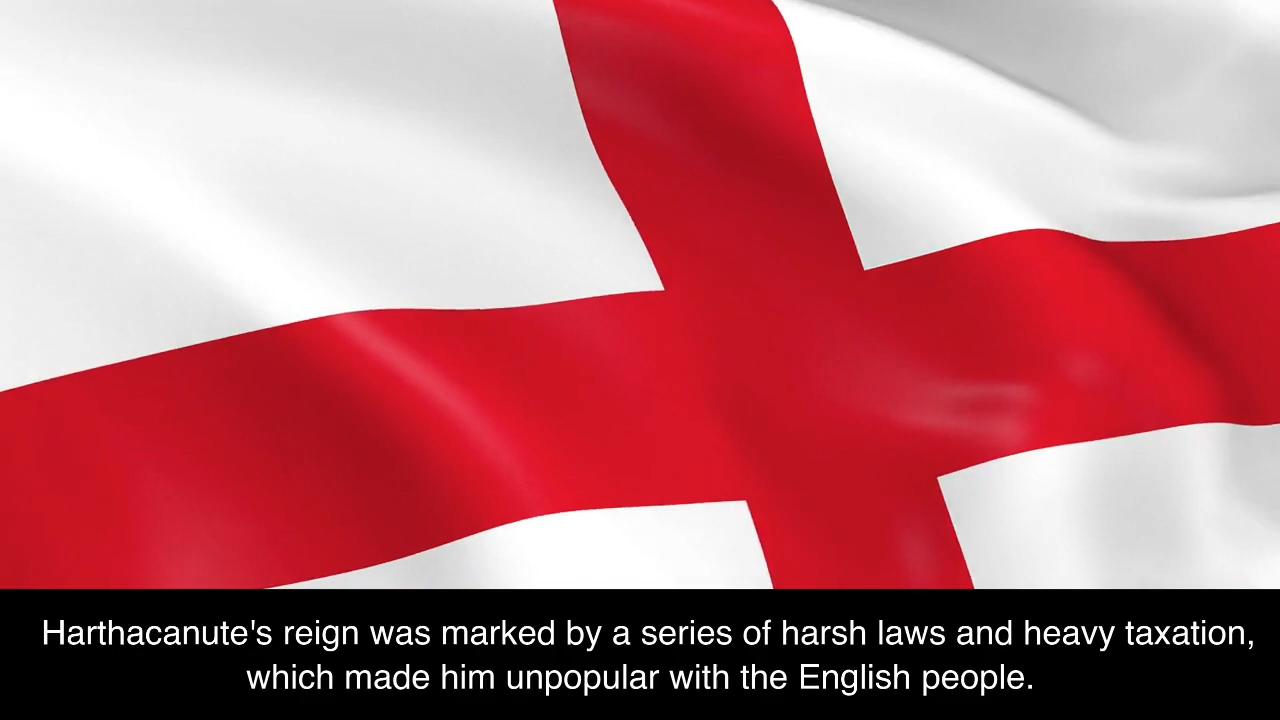 Harthacanute's reign was marked by a series of harsh laws and heavy taxation,
which made him unpopular with the English people.